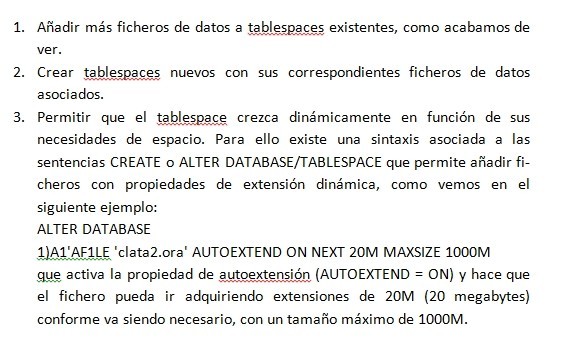 1. Añadir más ficheros de datos a tablespaces existentes, como acabamos de
ver.
2. Crear tablespaces nuevos con sus correspondientes ficheros de datos
asociados.
3. Permitir que el tablespace crezca dinámicamente en función de sus
necesidades de espacio. Para ello existe una sintaxis asociada a las
sentencias CREATE o ALTER DATABASE/TABLESPACE que permite añadir fi-
cheros con propiedades de extensión dinámica, como vemos en el
siguiente ejemplo:
ALTER DATABASE
1)A1'AF1LE 'clata2.ora' AUTOEXTEND ON NEXT 20M MAXSIZE 1000M
que activa la propiedad de autoextensión (AUTOEXTEND = ON) y hace que
el fichero pueda ir adquiriendo extensiones de 20M (20 megabytes)
conforme va siendo necesario, con un tamaño máximo de 1000M.